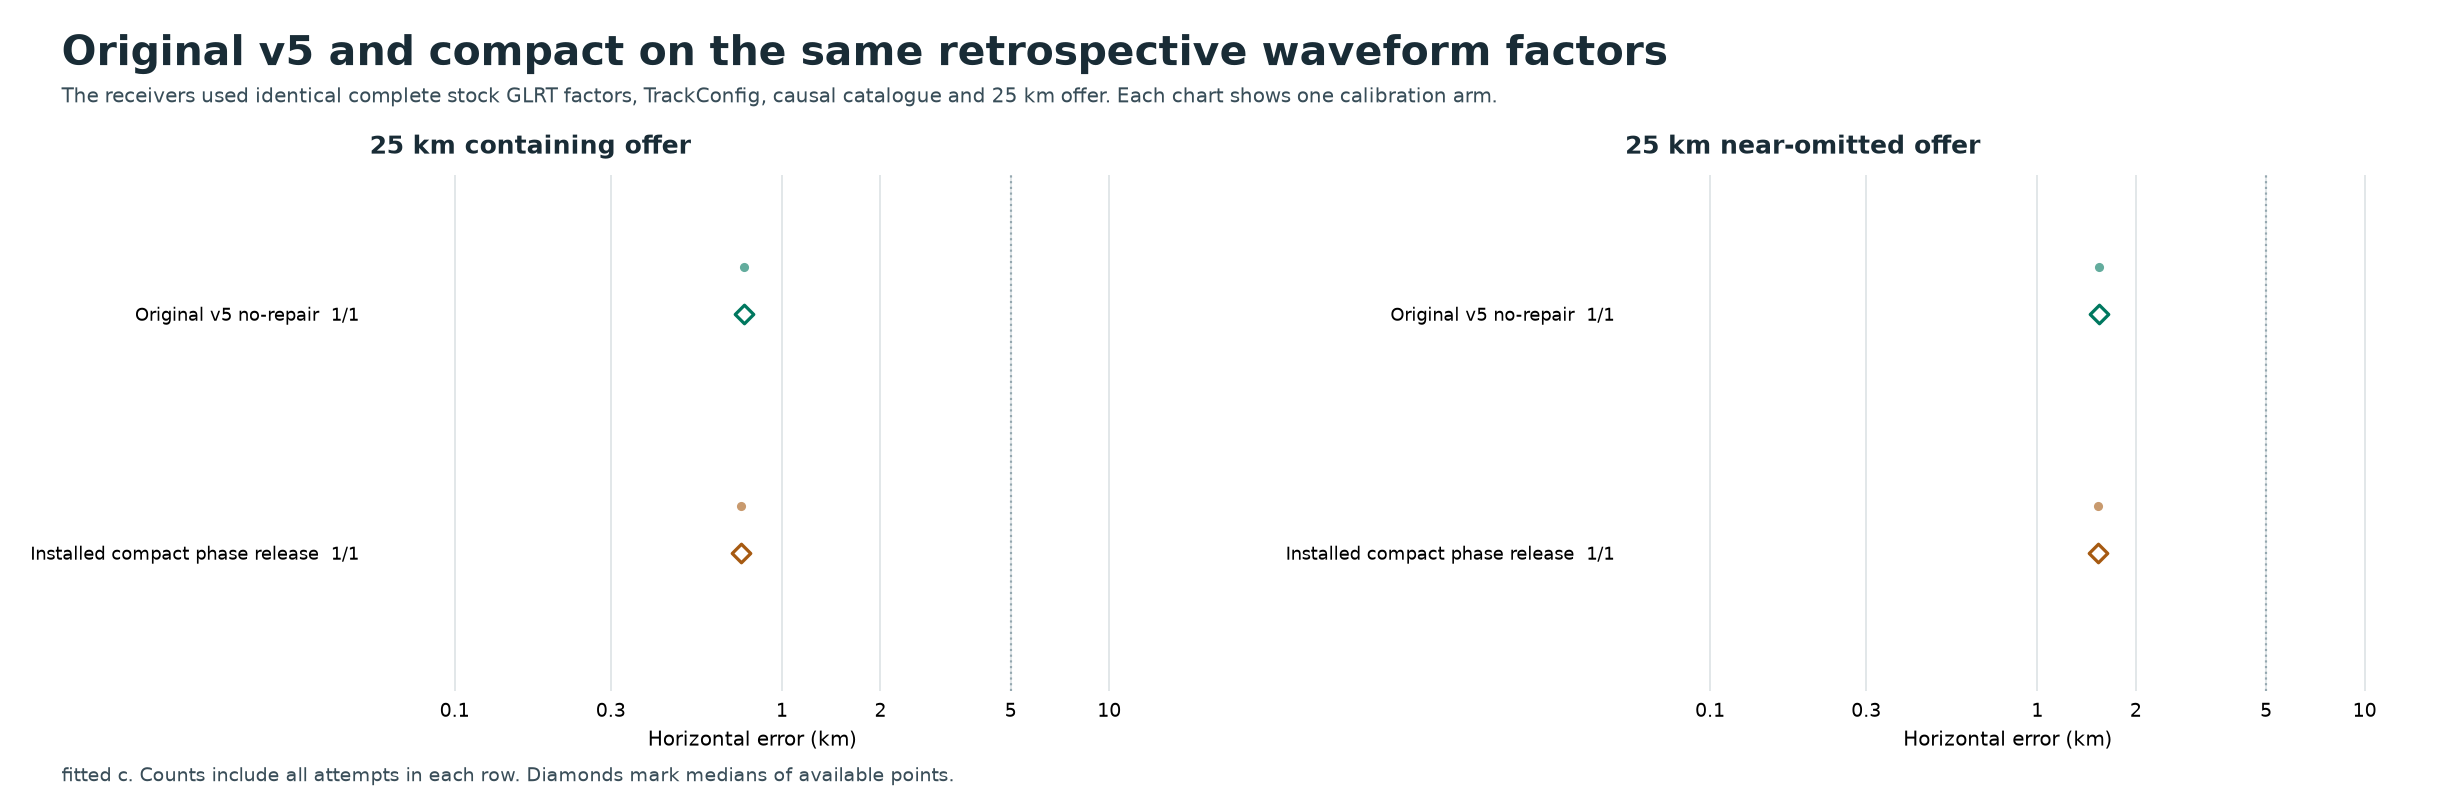 Original v5 and compact on the same retrospective waveform factors
The receivers used identical complete stock GLRT factors, TrackConfig, causal catalogue and 25 km offer. Each chart shows one calibration arm.
25 km containing offer
Original v5 no-repair 1/1
Installed compact phase release 1/1
0.1 0.3 1 2 5 10
Horizontal error (km)
25 km near-omitted offer
Original v5 no-repair 1/1
Installed compact phase release 1/1
0.1 0.3 1 2 5 10
Horizontal error (km)
fitted c. Counts include all attempts in each row. Diamonds mark medians of available points.